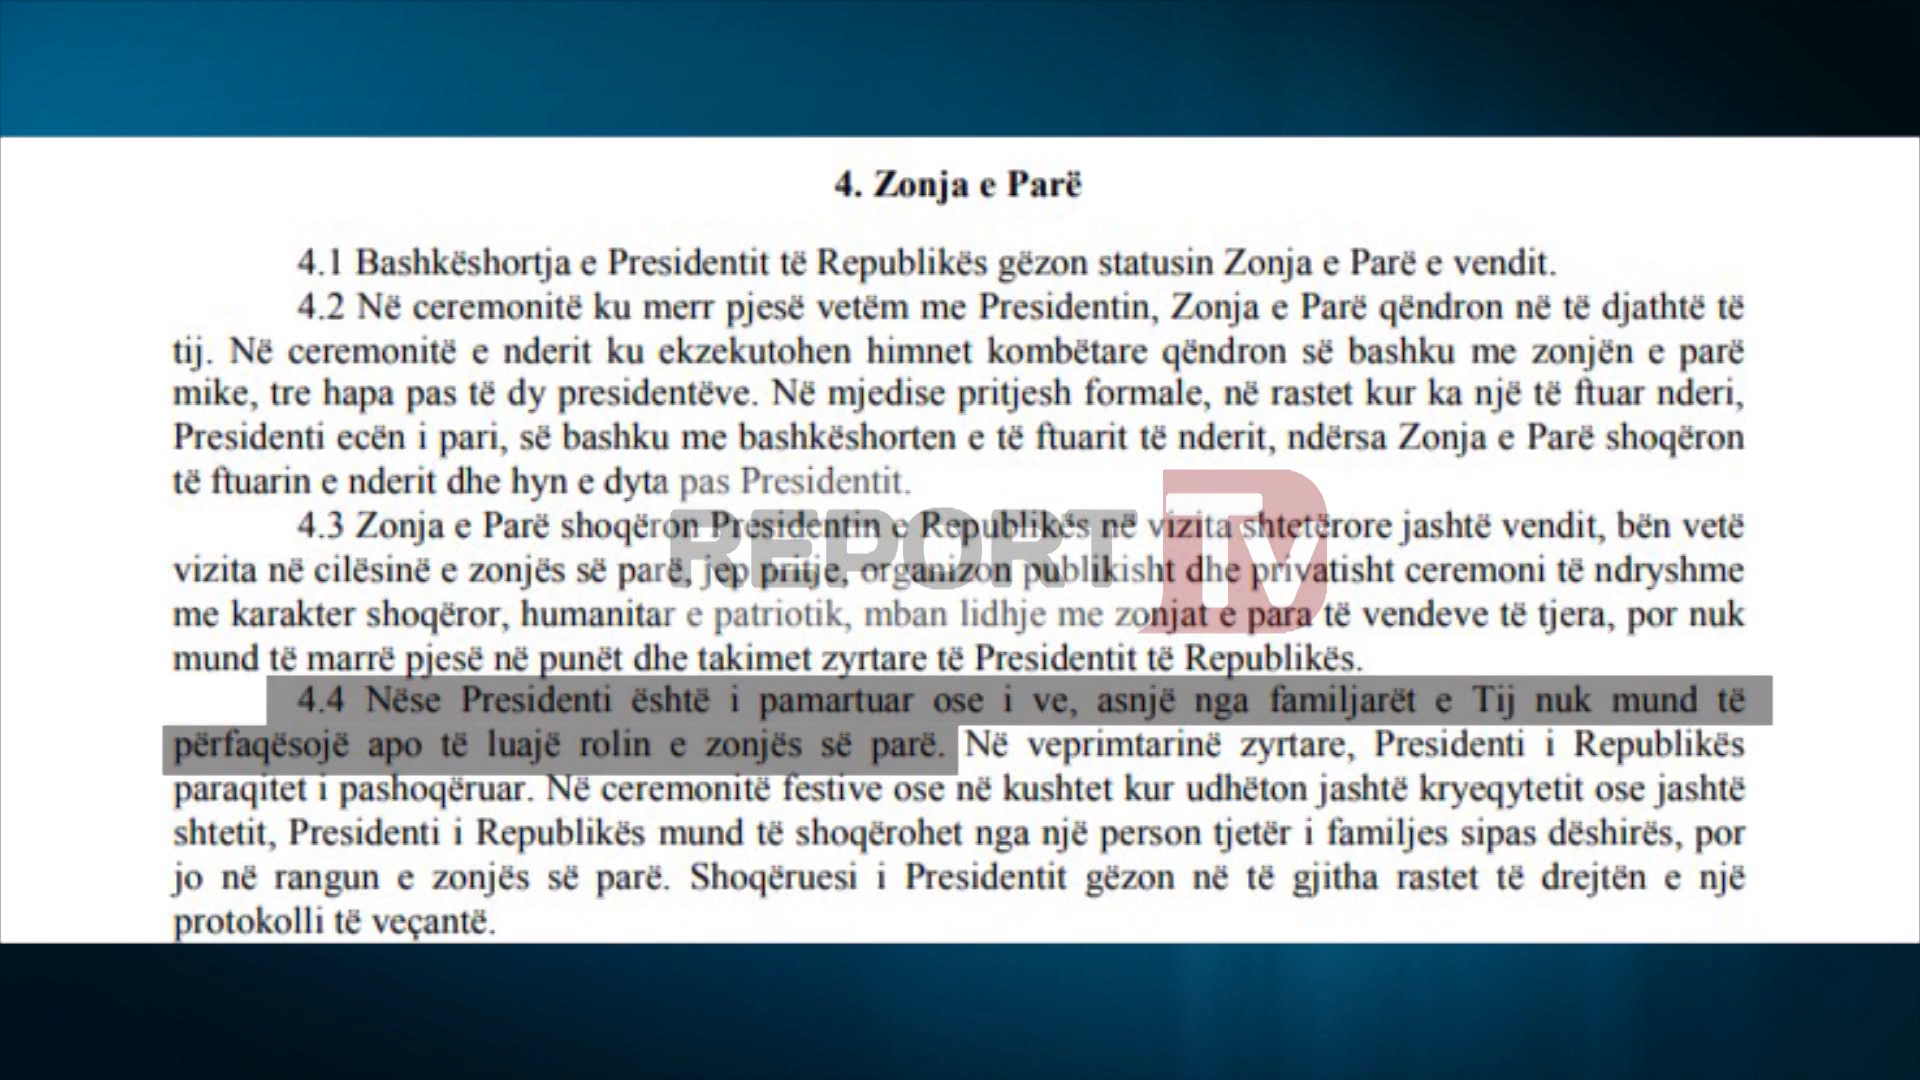 4. Zonja e Parë
4.1 Bashkëshortja e Presidentit të Republikës gëzon statusin Zonja e Parë e vendit.
4.2 Në ceremonitë ku merr pjesë vetëm me Presidentin, Zonja e Parë qëndron në të djathtë të
tij. Në ceremonitë e nderit ku ekzekutohen himnet kombëtare qëndron së bashku me zonjën e parë
mike, tre hapa pas të dy presidentëve. Në mjedise pritjesh formale, në rastet kur ka një të ftuar nderi,
Presidenti ecën i pari, së bashku me bashkëshorten e të ftuarit të nderit, ndërsa Zonja e Parë shoqëron
të ftuarin e nderit dhe hyn e dyta pas Presidentit.
4.3 Zonja e Parë shoqëron Presidentin e Republikës në vizita shtetërore jashtë vendit, bën vetë
vizita në cilësinë e zonjës së parë, jep pritje, organizon publikisht dhe privatisht ceremoni të ndryshme
me karakter shoqëror, humanitar e patriotik, mban lidhje me zonjat e para të vendeve të tjera, por nuk
mund të marrë pjesë në punët dhe takimet zyrtare të Presidentit të Republikës.
4.4 Nëse Presidenti është i pamartuar ose i ve, asnjë nga familjarët e Tij nuk mund të
përfaqësojë apo të luajë rolin e zonjës së parë. Në veprimtarinë zyrtare, Presidenti i Republikës
paraqitet i pashoqëruar. Në ceremonitë festive ose në kushtet kur udhëton jashtë kryeqytetit ose jashtë
shtetit, Presidenti i Republikës mund të shoqërohet nga një person tjetër i familjes sipas dëshirës, por
jo në rangun e zonjës së parë. Shoqëruesi i Presidentit gëzon në të gjitha rastet të drejtën e një
protokolli të veçantë.
REPORT TV